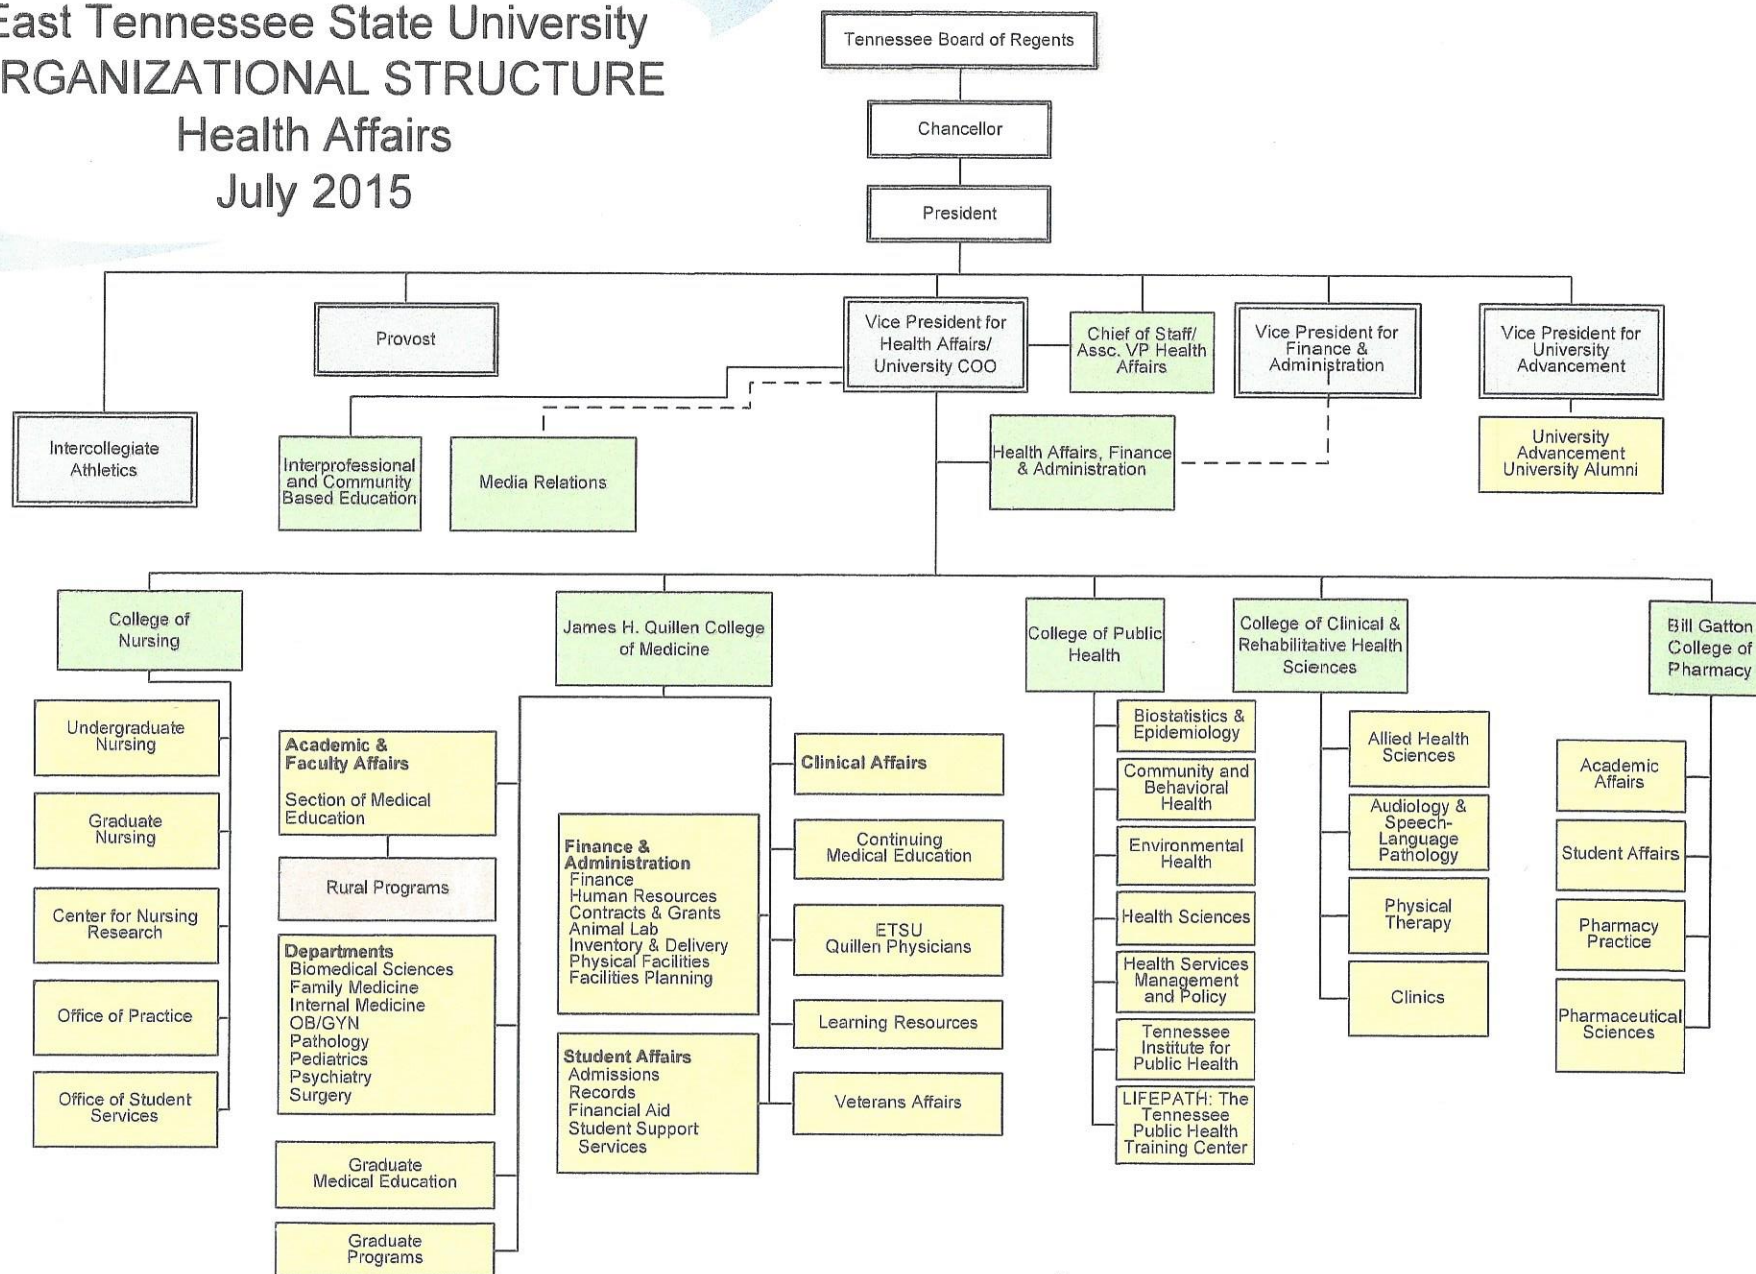 East Tennessee State University
ORGANIZATIONAL STRUCTURE
Health Affairs
July 2015
Tennessee Board of Regents
Chancellor
President
Provost
Vice President for
Health Affairs/
University COO
Chief of Staff/
Assc. VP Health
Affairs
Vice President for
Finance &
Administration
Vice President for
University
Advancement
Intercollegiate
Athletics
Interprofessional
and Community
Based Education
Media Relations
Health Affairs, Finance
& Administration
University
Advancement
University Alumni
College of
Nursing
James H. Quillen College
of Medicine
College of Public
Health
College of Clinical &
Rehabilitative Health
Sciences
Bill Gatton
College of
Pharmacy
Undergraduate
Nursing
Graduate
Nursing
Center for Nursing
Research
Office of Practice
Office of Student
Services
Academic &
Faculty Affairs
Section of Medical
Education
Rural Programs
Departments
Biomedical Sciences
Family Medicine
Internal Medicine
OB/GYN
Pathology
Pediatrics
Psychiatry
Surgery
Graduate
Medical Education
Graduate
Programs
Finance &
Administration
Finance
Human Resources
Contracts & Grants
Animal Lab
Inventory & Delivery
Physical Facilities
Facilities Planning
Student Affairs
Admissions
Records
Financial Aid
Student Support
Services
Clinical Affairs
Continuing
Medical Education
ETSU
Quillen Physicians
Learning Resources
Veterans Affairs
Biostatistics &
Epidemiology
Community and
Behavioral
Health
Environmental
Health
Health Sciences
Health Services
Management
and Policy
Tennessee
Institute for
Public Health
LIFEPATH: The
Tennessee
Public Health
Training Center
Allied Health
Sciences
Audiology &
Speech-
Language
Pathology
Physical
Therapy
Clinics
Academic
Affairs
Student Affairs
Pharmacy
Practice
Pharmaceutical
Sciences